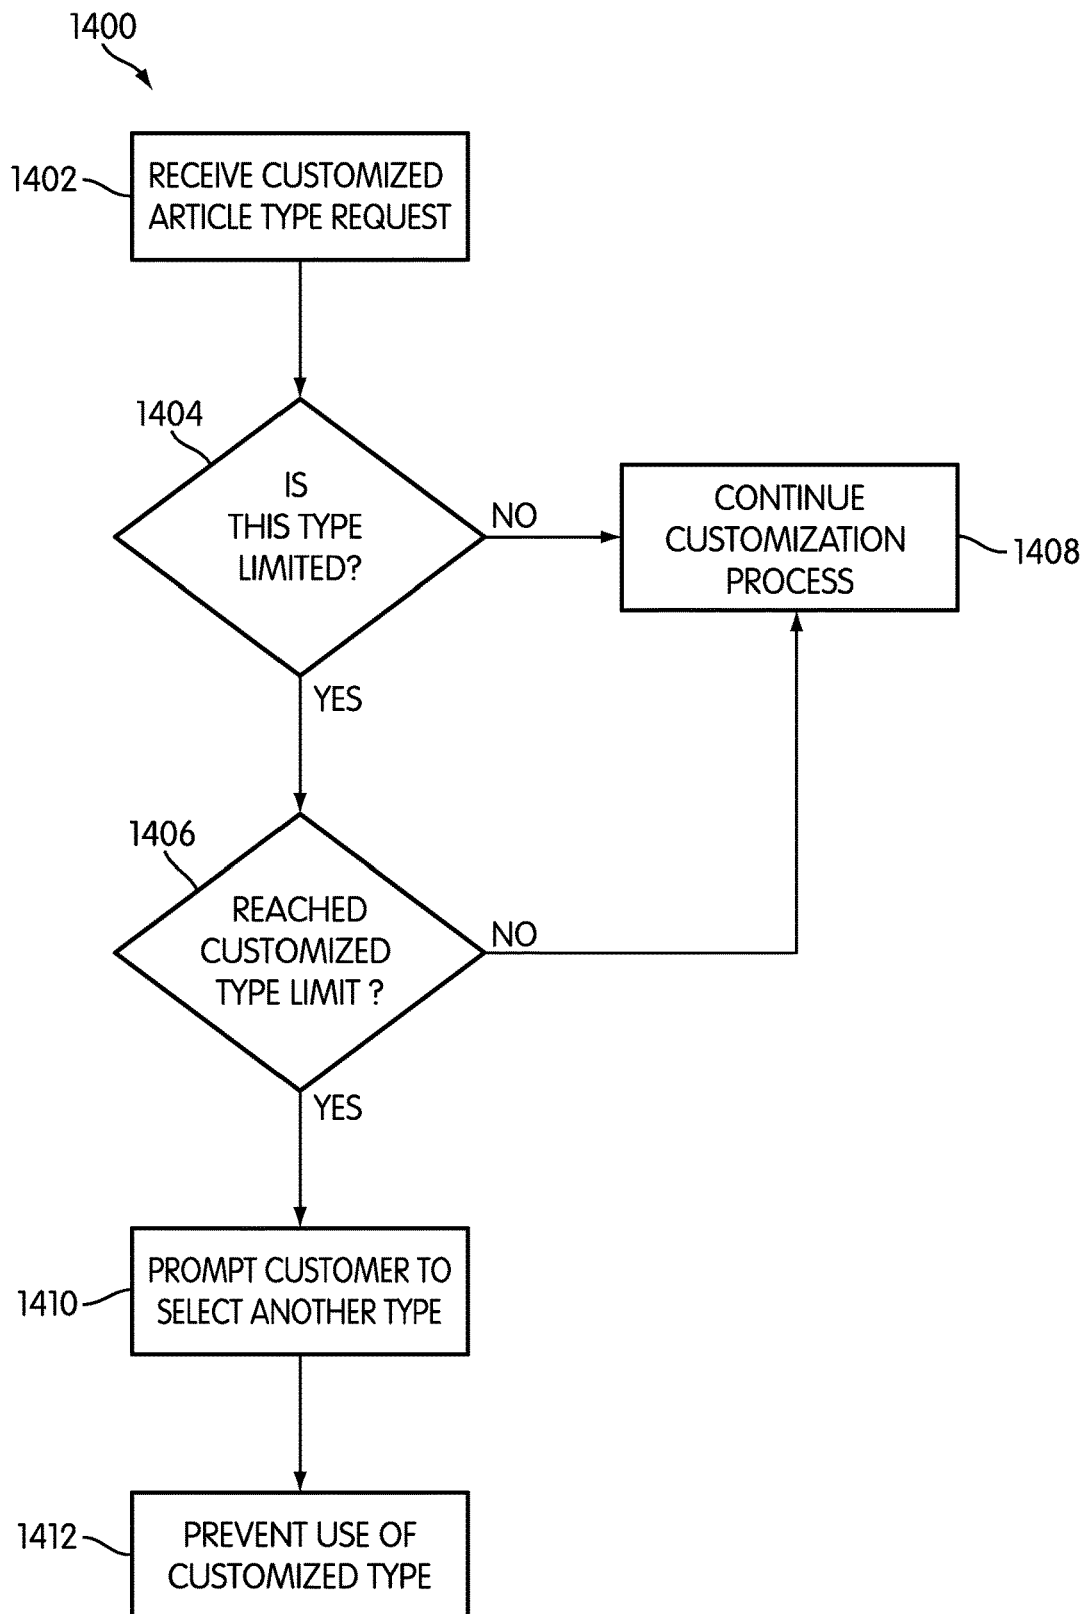 1400
1402
RECEIVE CUSTOMIZED
ARTICLE TYPE REQUEST
1404
IS
THIS TYPE
LIMITED?
NO
CONTINUE
CUSTOMIZATION
PROCESS
1408
YES
1406
REACHED
CUSTOMIZED
TYPE LIMIT ?
NO
YES
1410
PROMPT CUSTOMER TO
SELECT ANOTHER TYPE
1412
PREVENT USE OF
CUSTOMIZED TYPE